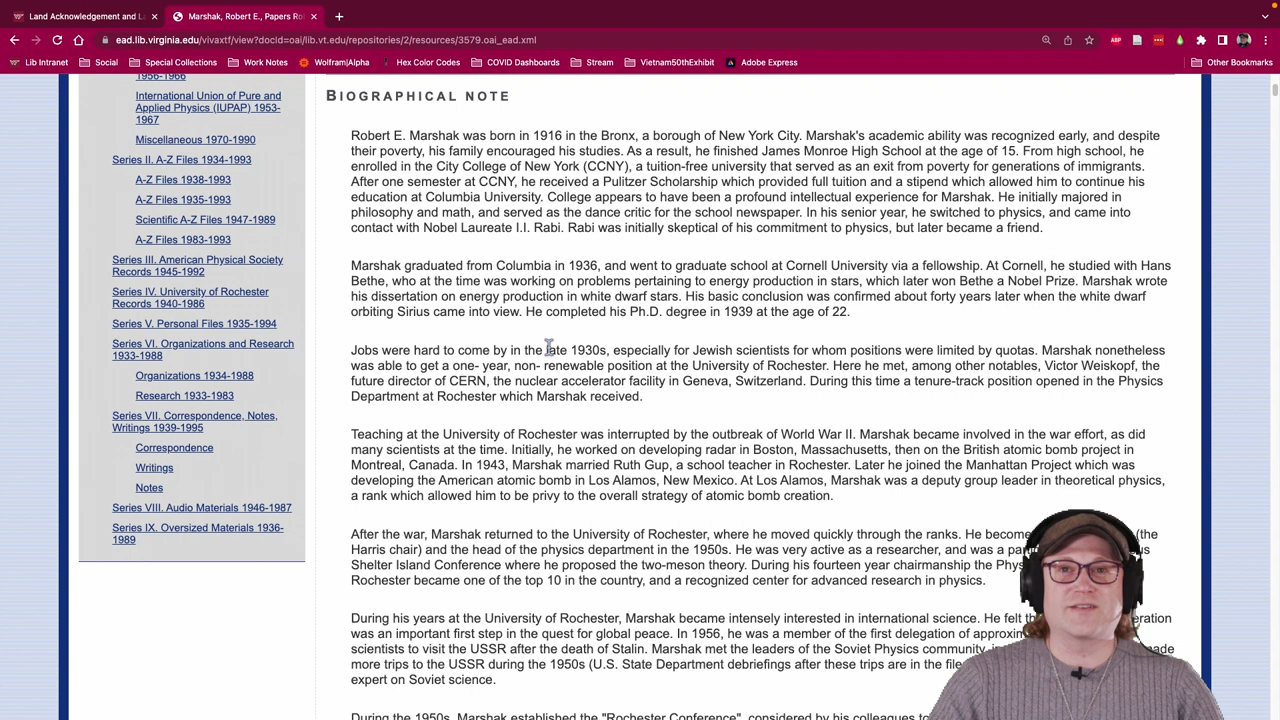 Land Acknowledgement and La
Marshak, Robert E., Papers Ro
ead.lib.virginia.edu/vivaxtf/view?docId=oai/lib.vt.edu/repositories/2/resources/3579.oai_ead.xml
Lib Intranet
Social
Special Collections
Work Notes
Wolfram|Alpha
Hex Color Codes
COVID Dashboards
Stream
Vietnam50thExhibit
Adobe Express
Other Bookmarks
1956-1966
International Union of Pure and
Applied Physics (IUPAP) 1953-
1967
Miscellaneous 1970-1990
Series II. A-Z Files 1934-1993
A-Z Files 1938-1993
A-Z Files 1935-1993
Scientific A-Z Files 1947-1989
A-Z Files 1983-1993
Series III. American Physical Society
Records 1945-1992
Series IV. University of Rochester
Records 1940-1986
Series V. Personal Files 1935-1994
Series VI. Organizations and Research
1933-1988
Organizations 1934-1988
Research 1933-1983
Series VII. Correspondence, Notes,
Writings 1939-1995
Correspondence
Writings
Notes
Series VIII. Audio Materials 1946-1987
Series IX. Oversized Materials 1936-
1989
BIOGRAPHICAL NOTE
Robert E. Marshak was born in 1916 in the Bronx, a borough of New York City. Marshak's academic ability was recognized early, and despite
their poverty, his family encouraged his studies. As a result, he finished James Monroe High School at the age of 15. From high school, he
enrolled in the City College of New York (CCNY), a tuition-free university that served as an exit from poverty for generations of immigrants.
After one semester at CCNY, he received a Pulitzer Scholarship which provided full tuition and a stipend which allowed him to continue his
education at Columbia University. College appears to have been a profound intellectual experience for Marshak. He initially majored in
philosophy and math, and served as the dance critic for the school newspaper. In his senior year, he switched to physics, and came into
contact with Nobel Laureate I.I. Rabi. Rabi was initially skeptical of his commitment to physics, but later became a friend.
Marshak graduated from Columbia in 1936, and went to graduate school at Cornell University via a fellowship. At Cornell, he studied with Hans
Bethe, who at the time was working on problems pertaining to energy production in stars, which later won Bethe a Nobel Prize. Marshak wrote
his dissertation on energy production in white dwarf stars. His basic conclusion was confirmed about forty years later when the white dwarf
orbiting Sirius came into view. He completed his Ph.D. degree in 1939 at the age of 22.
Jobs were hard to come by in the late 1930s, especially for Jewish scientists for whom positions were limited by quotas. Marshak nonetheless
was able to get a one- year, non- renewable position at the University of Rochester. Here he met, among other notables, Victor Weiskopf, the
future director of CERN, the nuclear accelerator facility in Geneva, Switzerland. During this time a tenure-track position opened in the Physics
Department at Rochester which Marshak received.
Teaching at the University of Rochester was interrupted by the outbreak of World War II. Marshak became involved in the war effort, as did
many scientists at the time. Initially, he worked on developing radar in Boston, Massachusetts, then on the British atomic bomb project in
Montreal, Canada. In 1943, Marshak married Ruth Gup, a school teacher in Rochester. Later he joined the Manhattan Project which was
developing the American atomic bomb in Los Alamos, New Mexico. At Los Alamos, Marshak was a deputy group leader in theoretical physics,
a rank which allowed him to be privy to the overall strategy of atomic bomb creation.
After the war, Marshak returned to the University of Rochester, where he moved quickly through the ranks. He become (the
Harris chair) and the head of the physics department in the 1950s. He was very active as a researcher, and was a us
Shelter Island Conference where he proposed the two-meson theory. During his fourteen year chairmanship the
Rochester became one of the top 10 in the country, and a recognized center for advanced research in physics.
During his years at the University of Rochester, Marshak became intensely interested in international science. He felt eration
was an important first step in the quest for global peace. In 1956, he was a member of the first delegation of
scientists to visit the USSR after the death of Stalin. Marshak met the leaders of the Soviet Physics community, made
more trips to the USSR during the 1950s (U.S. State Department debriefings after these trips are in the
expert on Soviet science.
During the 1950s, Marshak established the "Rochester Conference", considered by his colleagues